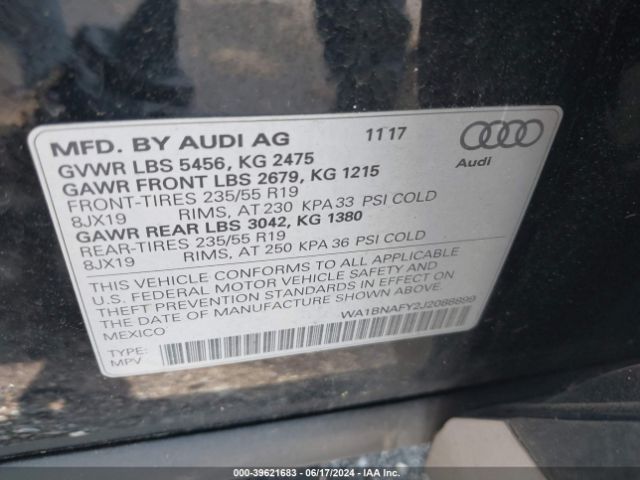 MFD. BY AUDI AG 1117
GVWR LBS 5456, KG 2475
GAWR FRONT LBS 2679, KG 1215
FRONT-TIRES 235/55 R19
8JX19 RIMS, AT 230 KPA 33 PSI COLD
GAWR REAR LBS 3042, KG 1380
REAR-TIRES 235/55 R19
8JX19 RIMS, AT 250 KPA 36 PSI COLD
Audi
THIS VEHICLE CONFORMS TO ALL APPLICABLE
U.S. FEDERAL MOTOR VEHICLE SAFETY AND
THEFT PREVENTION STANDARDS IN EFFECT ON
THE DATE OF MANUFACTURE SHOWN ABOVE.
MEXICO WA1BNAFY2J2088899
TYPE:
MPV
000-39621683 - 06/17/2024 - IAA Inc.